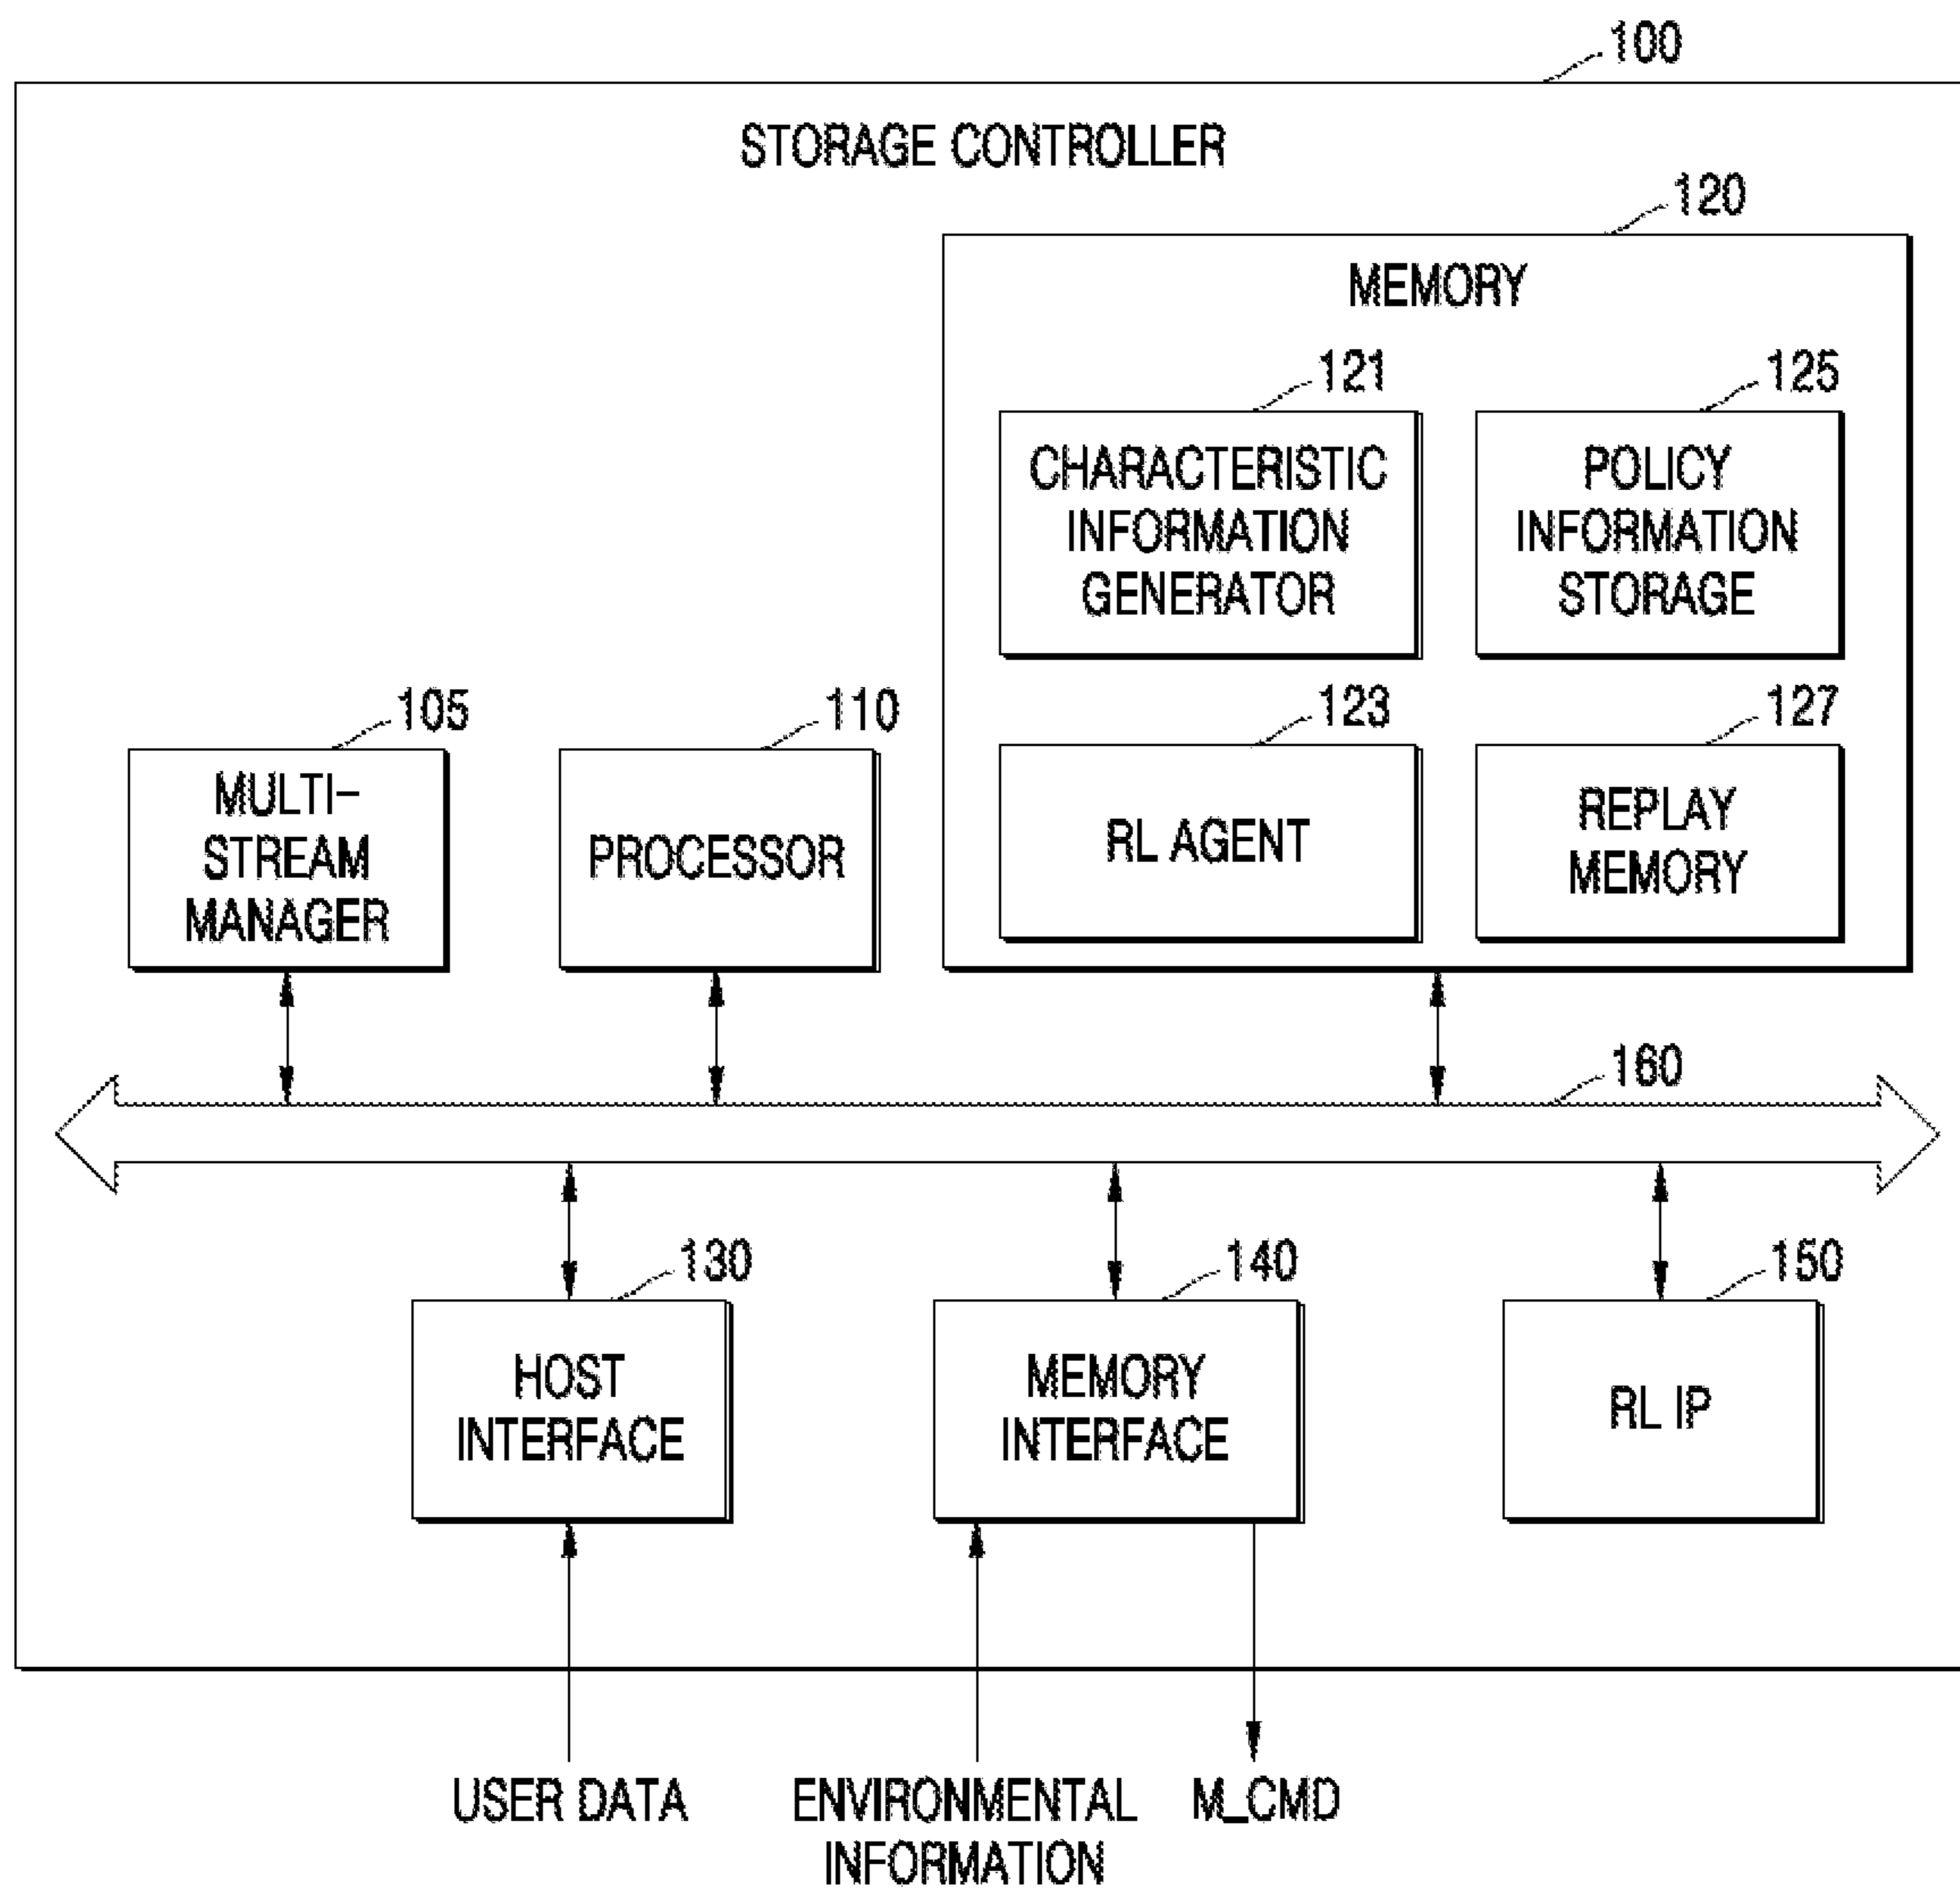 100
STORAGE CONTROLLER
120
MEMORY
121
125
CHARACTERISTIC
INFORMATION
GENERATOR
POLICY
INFORMATION
STORAGE
105
110
123
127
MULTI-
STREAM
MANAGER
PROCESSOR
RL AGENT
REPLAY
MEMORY
160
130
140
150
HOST
INTERFACE
MEMORY
INTERFACE
RL IP
USER DATA
ENVIRONMENTAL
INFORMATION
M_CMD